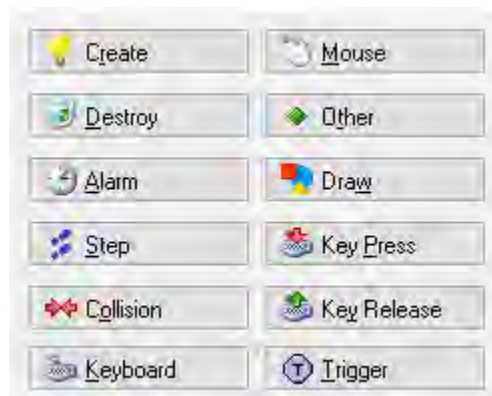 Create
Mouse
Destroy
Other
Alarm
Draw
Step
Key Press
Collision
Key Release
Keyboard
T Trigger